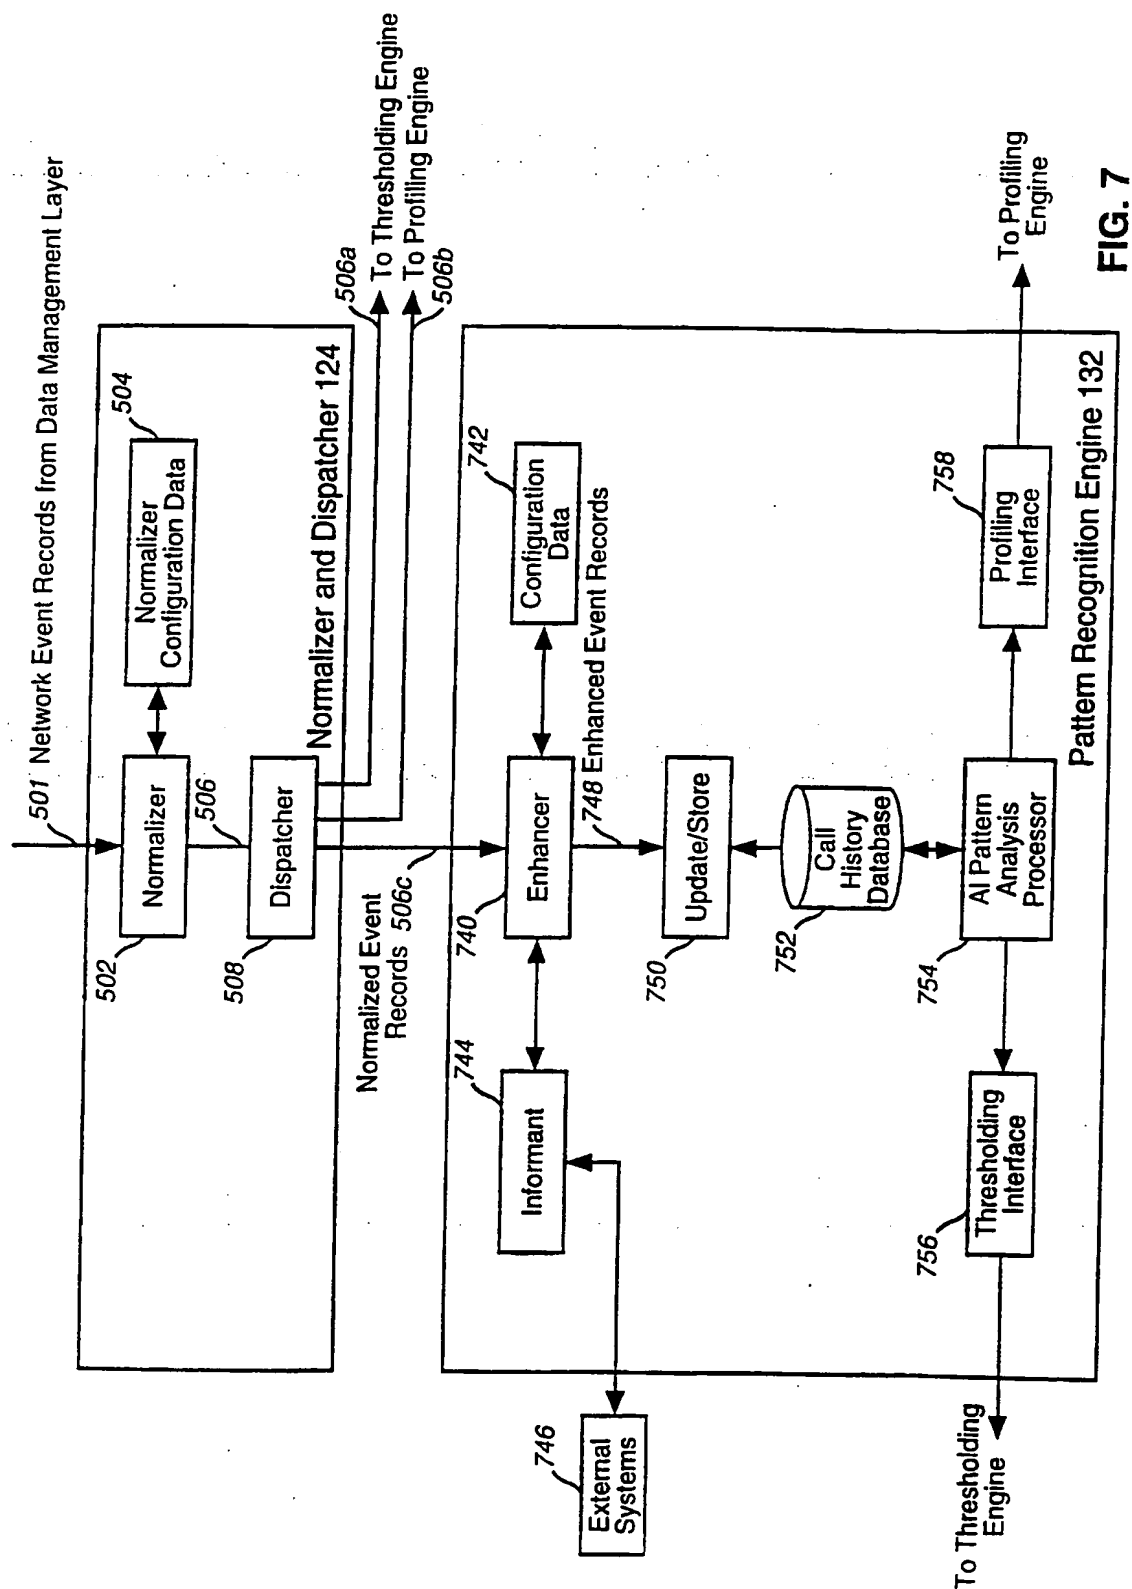 501 Network Event Records from Data Management Layer
502
Normalizer
504
Normalizer
Configuration Data
506
508
Dispatcher
Normalizer and Dispatcher 124
506a
To Thresholding Engine
To Profiling Engine
506b
Normalized Event
Records 506c
744
Informant
740
Enhancer
742
Configuration
Data
746
External
Systems
748 Enhanced Event Records
750
Update/Store
752
Call
History
Database
754
AI Pattern
Analysis
Processor
756
Thresholding
Interface
758
Profiling
Interface
Pattern Recognition Engine 132
To Thresholding
Engine
To Profiling
Engine
FIG. 7